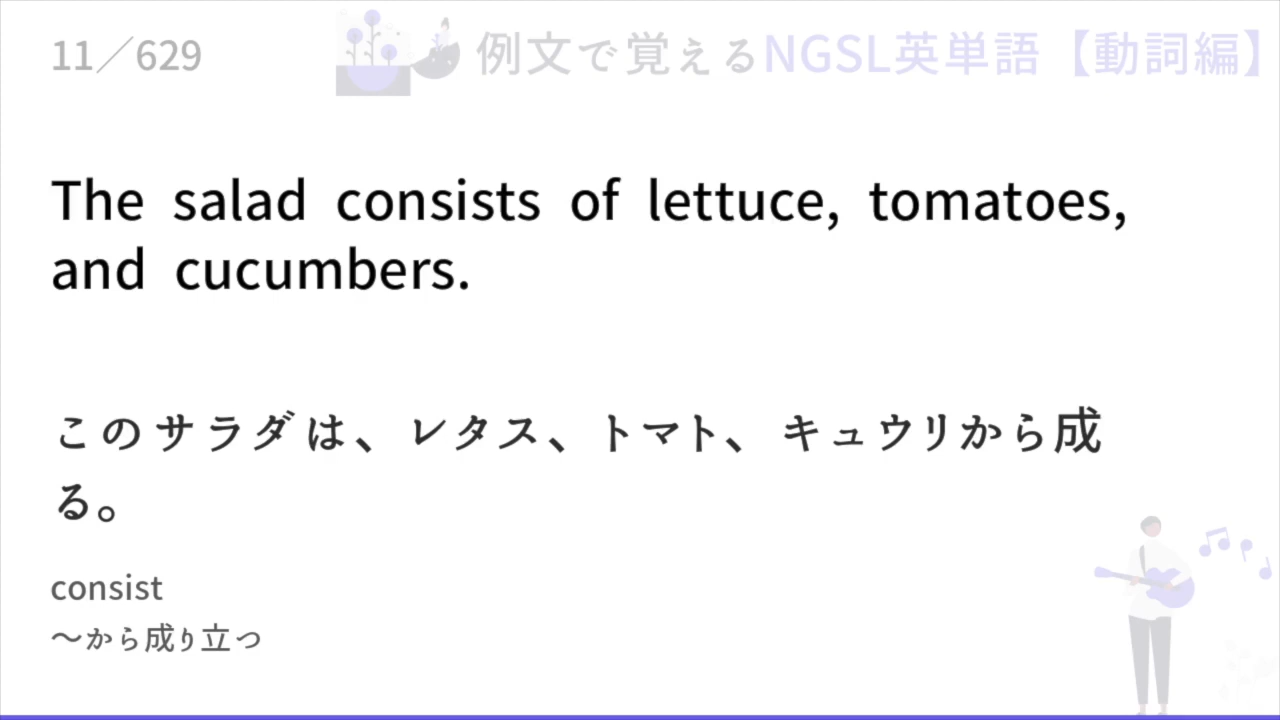 11／629
例文で覚えるNGSL英単語【動詞編】
The salad consists of lettuce, tomatoes,
and cucumbers.
このサラダは、レタス、トマト、キュウリから成
る。
consist
〜から成り立つ